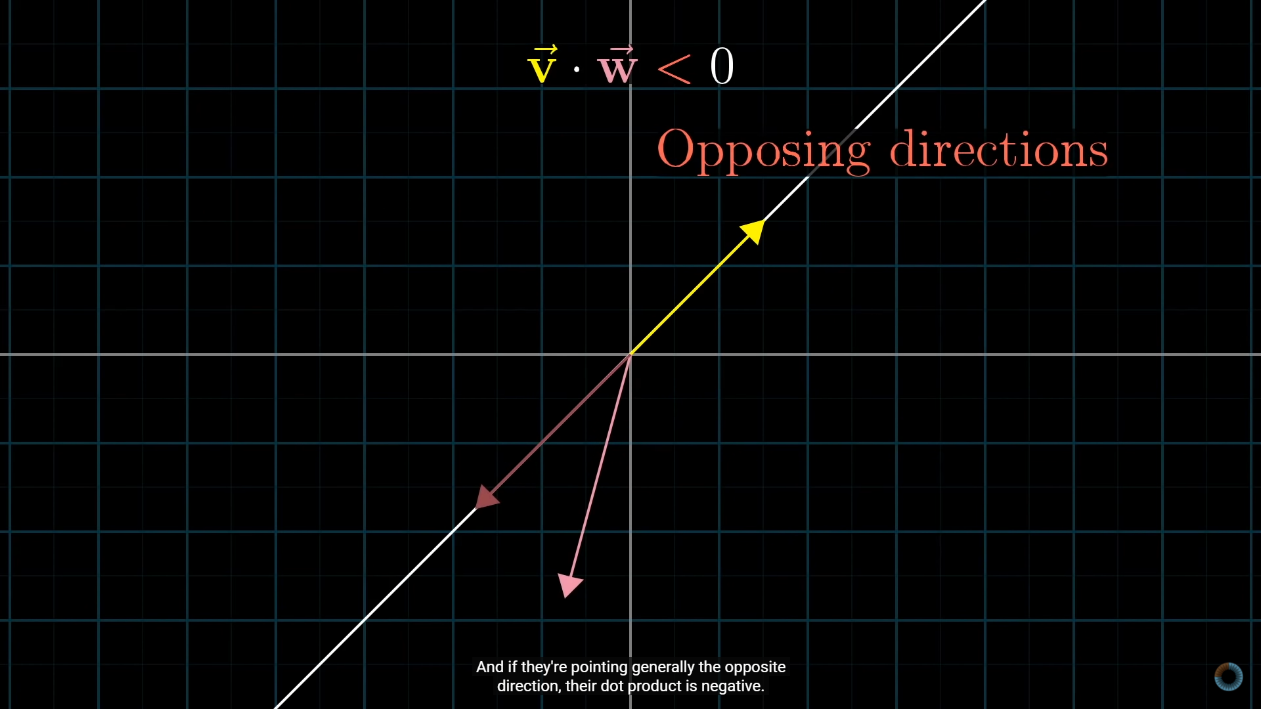 v⃗ · w⃗ < 0
Opposing directions
And if they're pointing generally the opposite
direction, their dot product is negative.